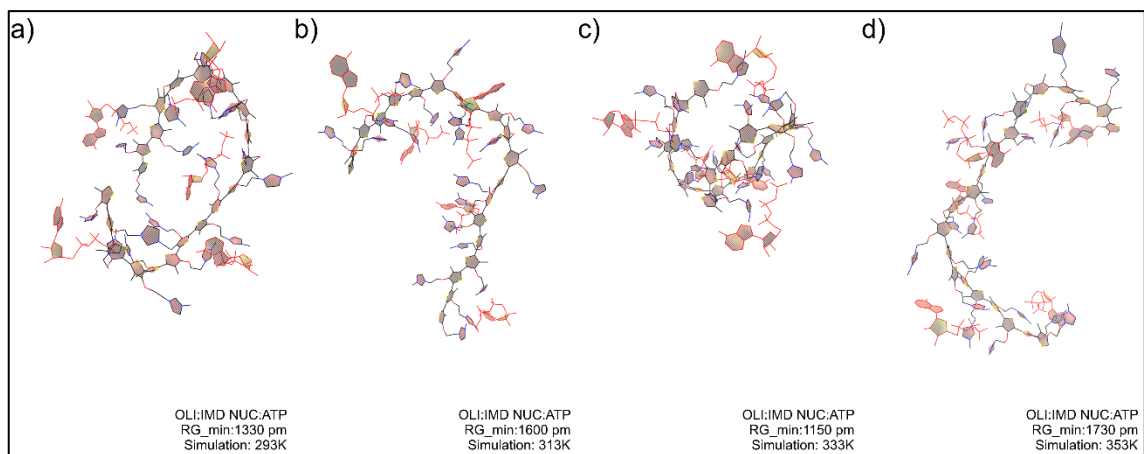 a)
b)
c)
d)
OLI:IMD NUC:ATP
RG_min:1330 pm
Simulation: 293K
OLI:IMD NUC:ATP
RG_min:1600 pm
Simulation: 313K
OLI:IMD NUC:ATP
RG_min:1150 pm
Simulation: 333K
OLI:IMD NUC:ATP
RG_min:1730 pm
Simulation: 353K